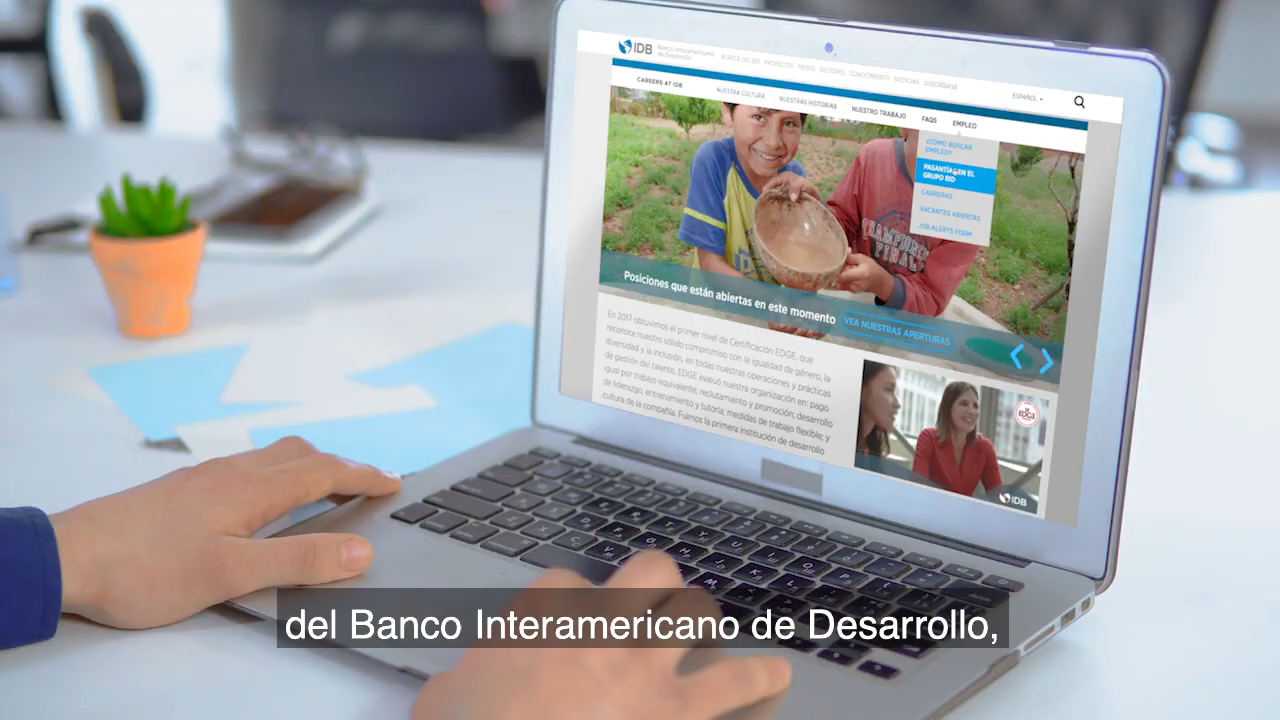 IDB
Banco Interamericano
de Desarrollo
ACERCA DEL BID PROYECTOS PAÍSES SECTORES CONOCIMIENTO NOTICIAS SUSCRÍBASE
ESPAÑOL
CAREERS AT IDB
NUESTRA CULTURA
NUESTRAS HISTORIAS
NUESTRO TRABAJO
FAQS
EMPLEO
¿CÓMO BUSCAR
EMPLEO?
PASANTÍAS EN EL
GRUPO BID
CARRERAS
VACANTES ABIERTAS
JOB ALERTS FORM
Posiciones que están abiertas en este momento
VEA NUESTRAS APERTURAS
En 2017 obtuvimos el primer nivel de Certificación EDGE, que
reconoce nuestro sólido compromiso con la igualdad de género, la
diversidad y la inclusión, en todas nuestras operaciones y prácticas
de gestión del talento. EDGE evaluó nuestra organización en: pago
igual por trabajo equivalente; reclutamiento y promoción; desarrollo
de liderazgo, entrenamiento y tutoría; medidas de trabajo flexible; y
cultura de la compañía. Fuimos la primera institución de desarrollo
EDGE
IDB
del Banco Interamericano de Desarrollo,